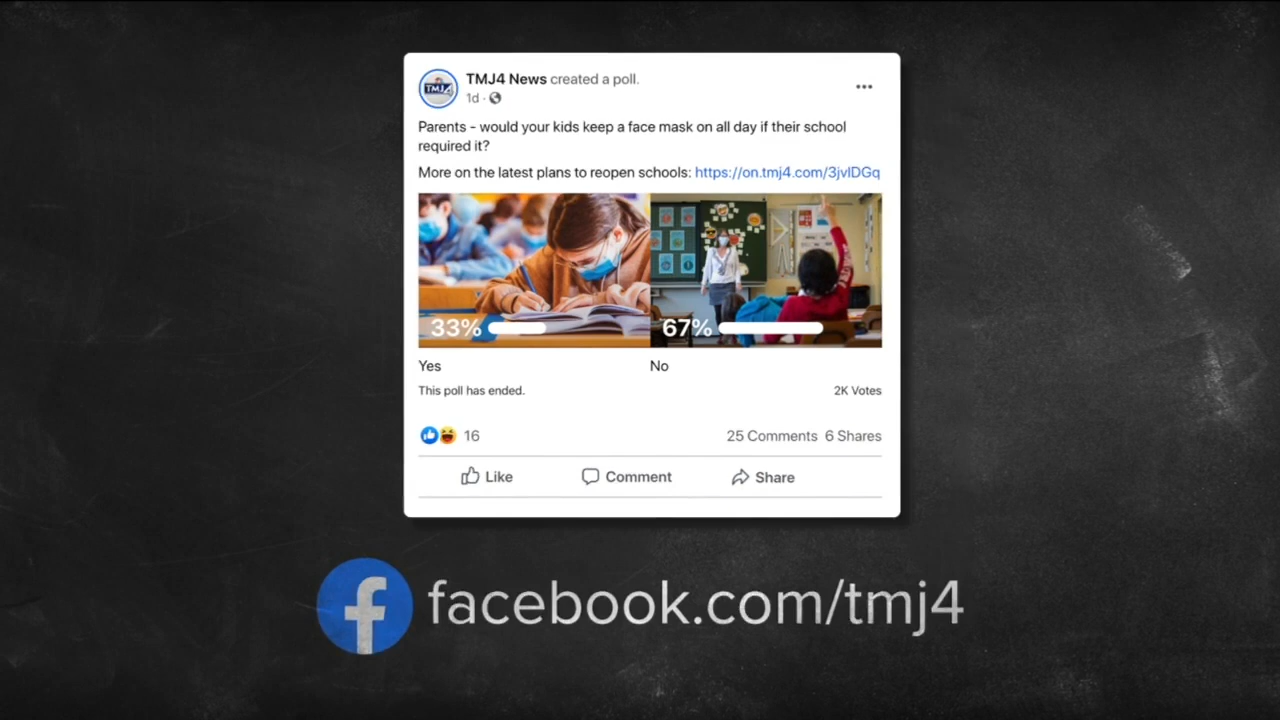 TMJ4
TMJ4 News created a poll.
1d ·
Parents - would your kids keep a face mask on all day if their school
required it?
More on the latest plans to reopen schools: https://on.tmj4.com/3jvlDGq
33%
67%
Yes
No
This poll has ended.
2K Votes
16
25 Comments 6 Shares
Like
Comment
Share
facebook.com/tmj4